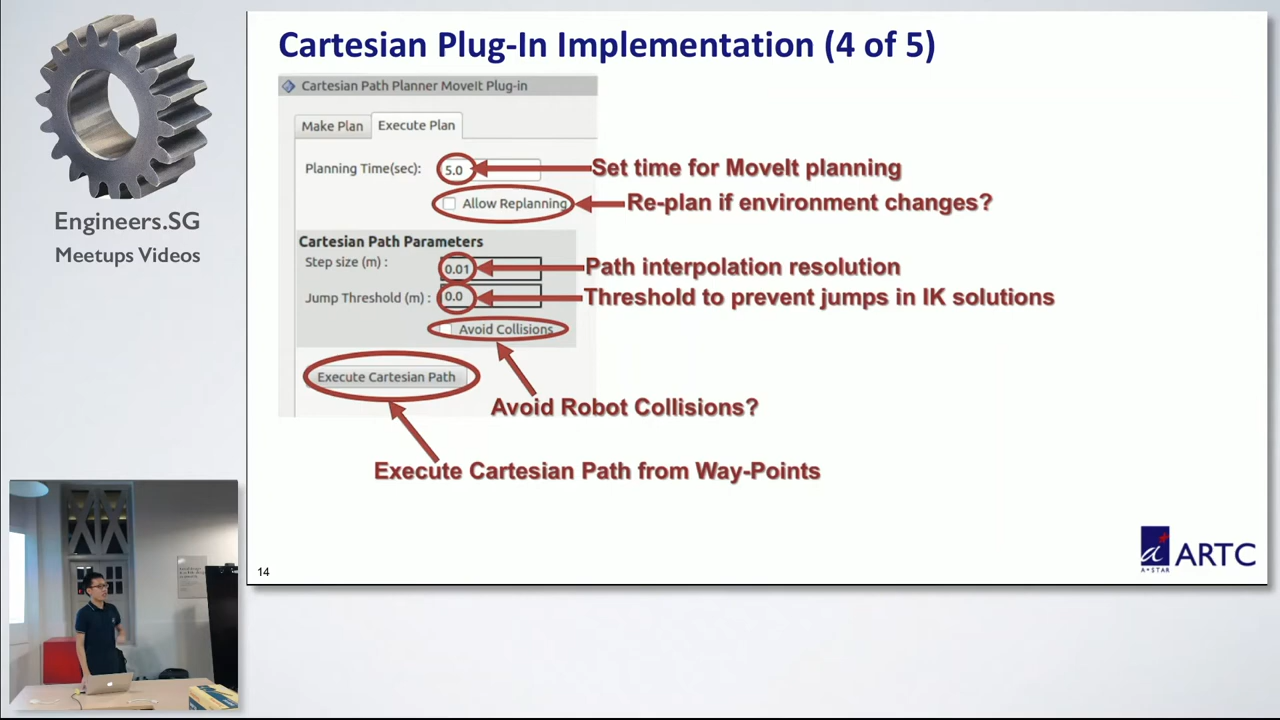 Cartesian Plug-In Implementation (4 of 5)
Cartesian Path Planner MoveIt Plug-in
Make Plan
Execute Plan
Planning Time(sec):
5.0
Set time for MoveIt planning
Allow Replanning
Re-plan if environment changes?
Cartesian Path Parameters
Step size (m) :
0.01
Path interpolation resolution
Jump Threshold (m) :
0.0
Threshold to prevent jumps in IK solutions
Avoid Collisions
Execute Cartesian Path
Avoid Robot Collisions?
Execute Cartesian Path from Way-Points
Engineers.SG
Meetups Videos
14
A*STAR
ARTC